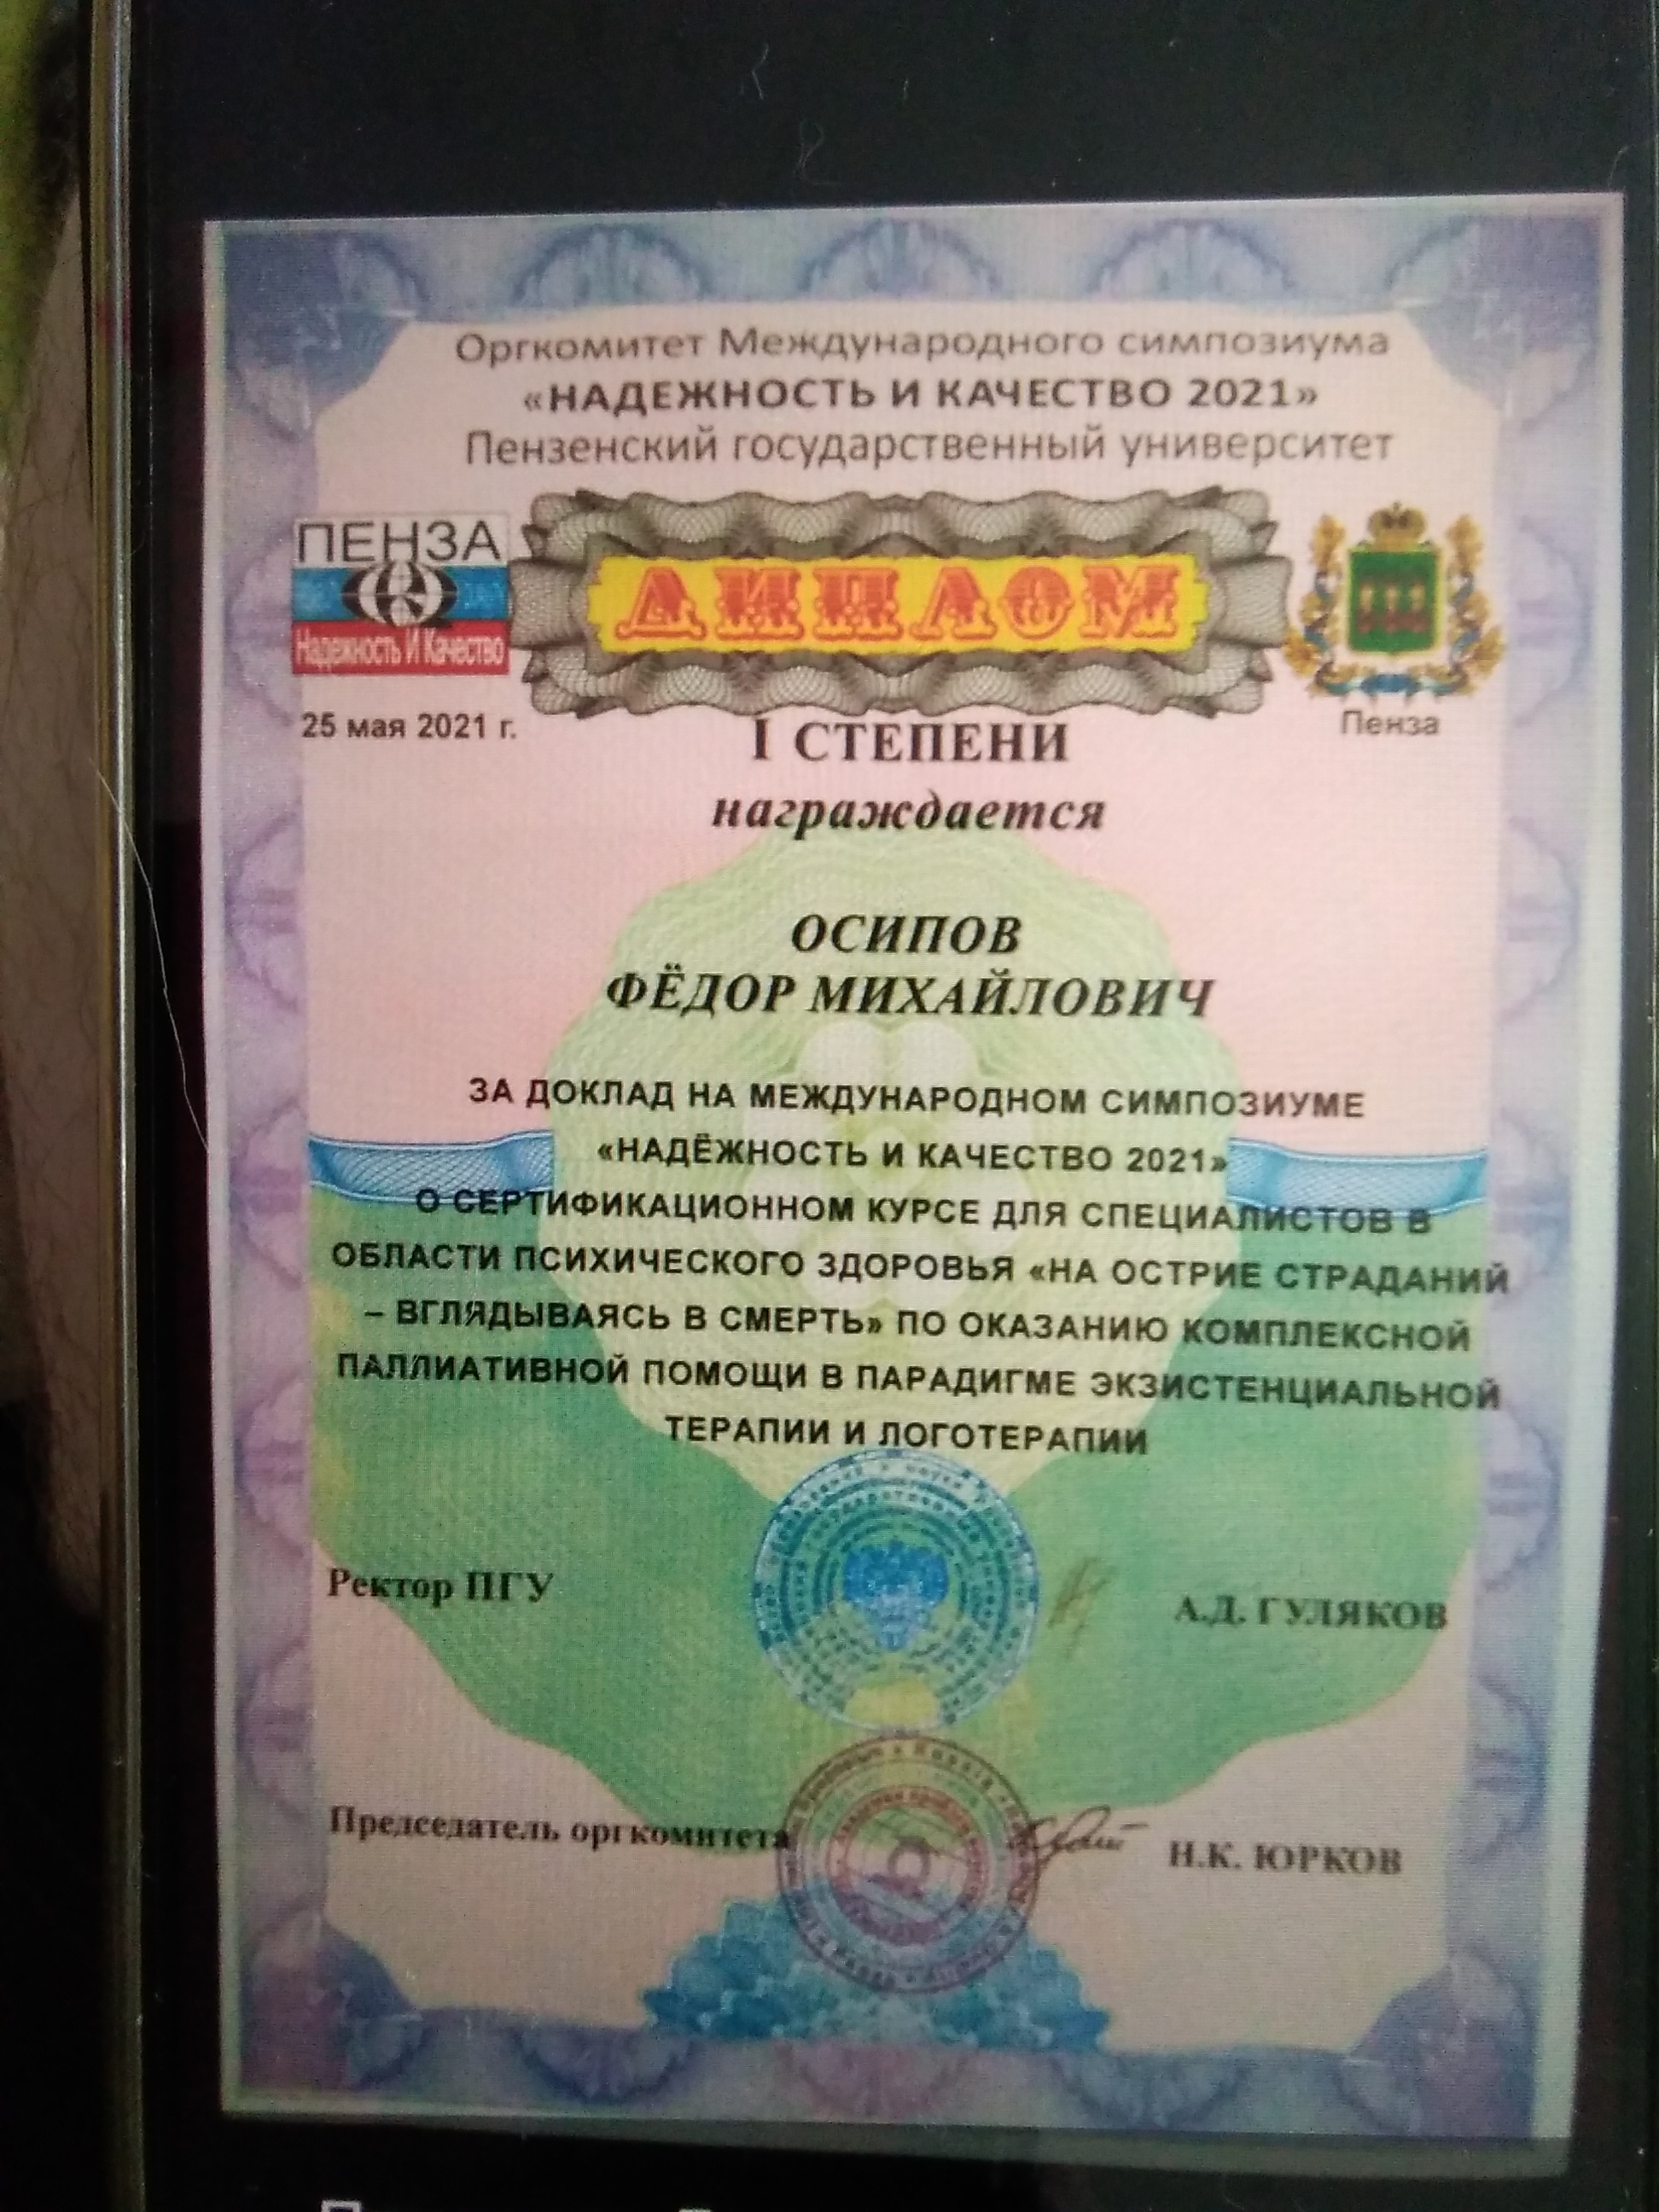 Оргкомитет Международного симпозиума
«НАДЕЖНОСТЬ И КАЧЕСТВО 2021»
Пензенский государственный университет
ПЕНЗА
Надежность И Качество
ДИПЛОМ
25 мая 2021 г.
Пенза
I СТЕПЕНИ
награждается
ОСИПОВ
ФЁДОР МИХАЙЛОВИЧ
ЗА ДОКЛАД НА МЕЖДУНАРОДНОМ СИМПОЗИУМЕ
«НАДЁЖНОСТЬ И КАЧЕСТВО 2021»
О СЕРТИФИКАЦИОННОМ КУРСЕ ДЛЯ СПЕЦИАЛИСТОВ В
ОБЛАСТИ ПСИХИЧЕСКОГО ЗДОРОВЬЯ «НА ОСТРИЕ СТРАДАНИЙ
– ВГЛЯДЫВАЯСЬ В СМЕРТЬ» ПО ОКАЗАНИЮ КОМПЛЕКСНОЙ
ПАЛЛИАТИВНОЙ ПОМОЩИ В ПАРАДИГМЕ ЭКЗИСТЕНЦИАЛЬНОЙ
ТЕРАПИИ И ЛОГОТЕРАПИИ
Ректор ПГУ
А.Д. ГУЛЯКОВ
Председатель оргкомитета
Н.К. ЮРКОВ